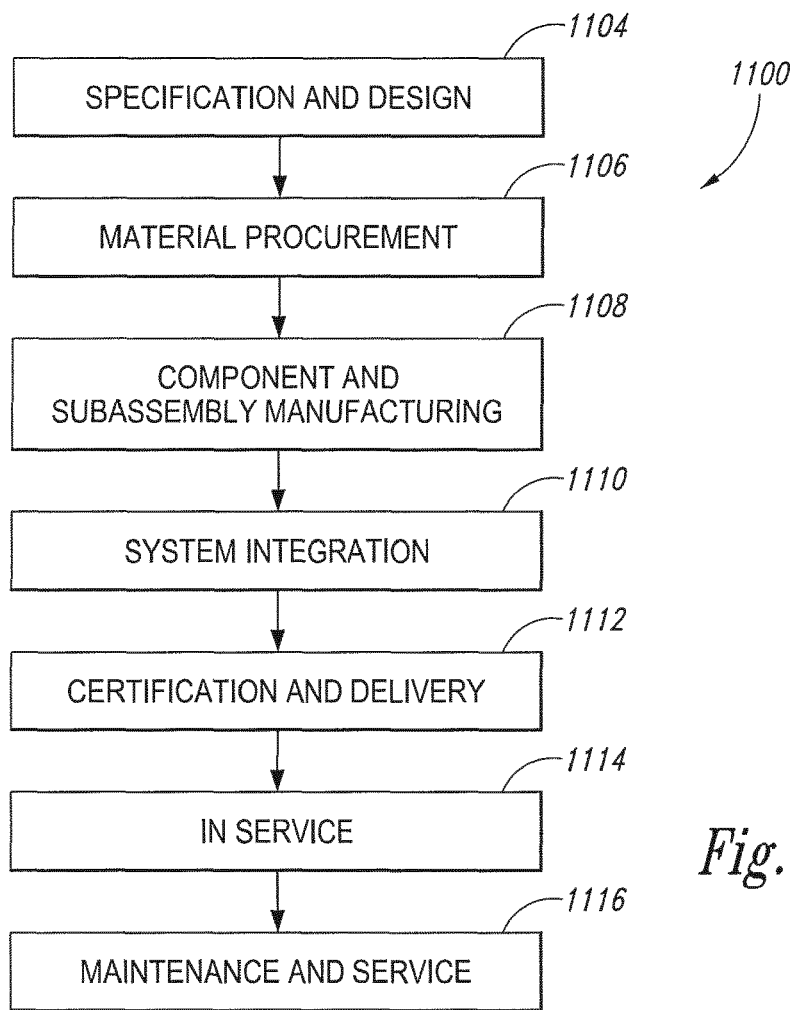 1104
SPECIFICATION AND DESIGN
1100
1106
MATERIAL PROCUREMENT
1108
COMPONENT AND
SUBASSEMBLY MANUFACTURING
1110
SYSTEM INTEGRATION
1112
CERTIFICATION AND DELIVERY
1114
IN SERVICE
Fig.
1116
MAINTENANCE AND SERVICE